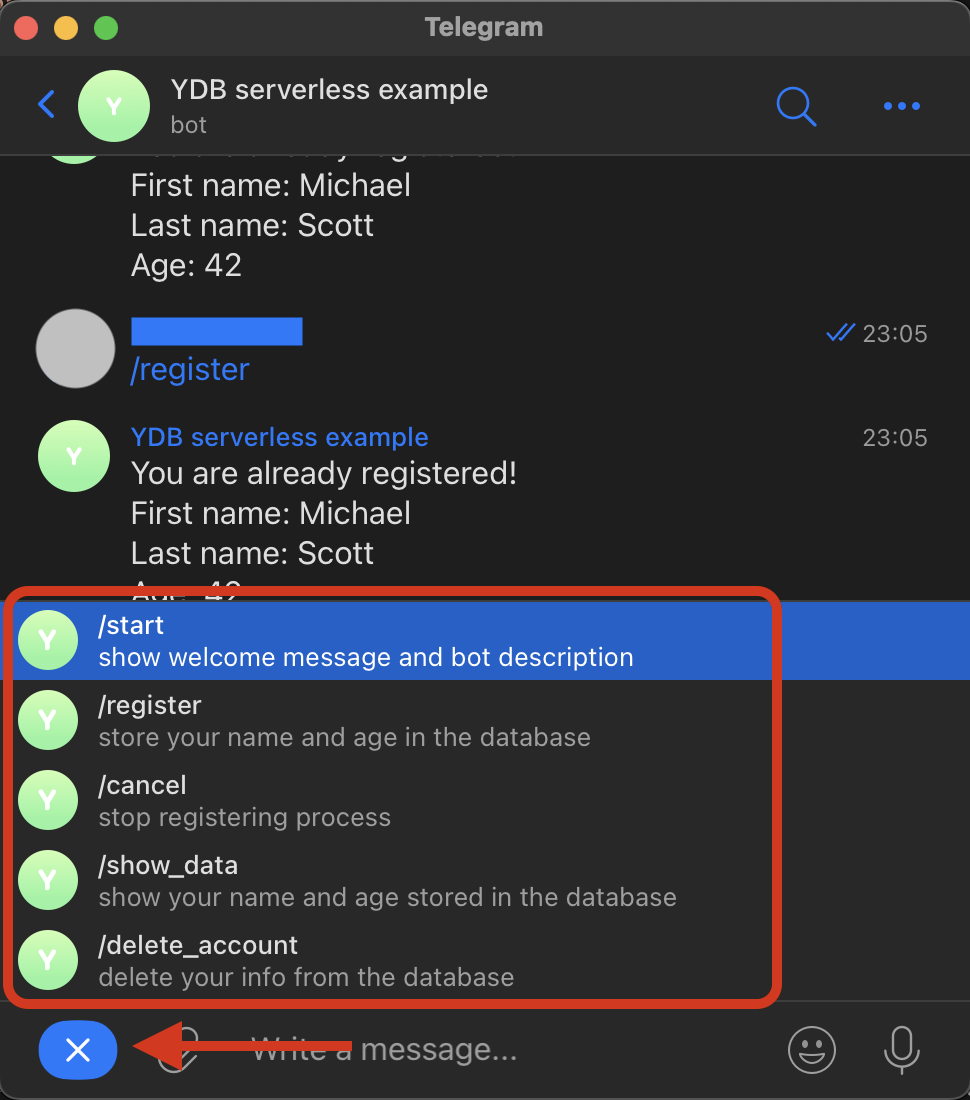 Telegram
Y
YDB serverless example
bot
First name: Michael
Last name: Scott
Age: 42
23:05
/register
Y
YDB serverless example
23:05
You are already registered!
First name: Michael
Last name: Scott
Age: 42
Y
/start
show welcome message and bot description
Y
/register
store your name and age in the database
Y
/cancel
stop registering process
Y
/show_data
show your name and age stored in the database
Y
/delete_account
delete your info from the database
Write a message...